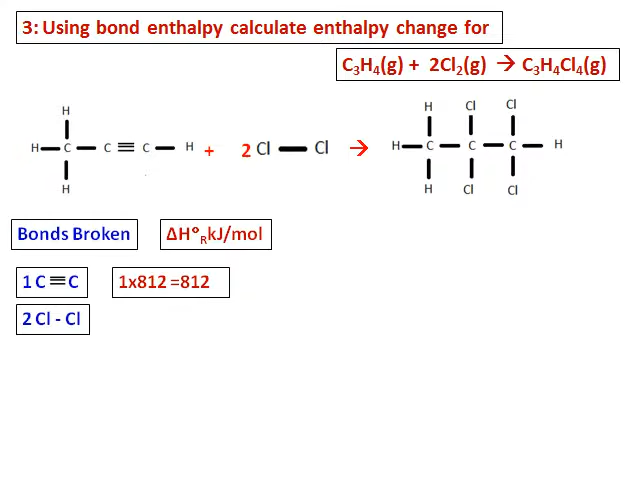 3: Using bond enthalpy calculate enthalpy change for
C₃H₄(g) + 2Cl₂(g) → C₃H₄Cl₄(g)
H H Cl Cl
H — C — C ≡ C — H + 2 Cl — Cl → H — C — C — C — H
H H Cl Cl
Bonds Broken ΔH°ᵣkJ/mol
1 C ≡ C 1x812 =812
2 Cl - Cl